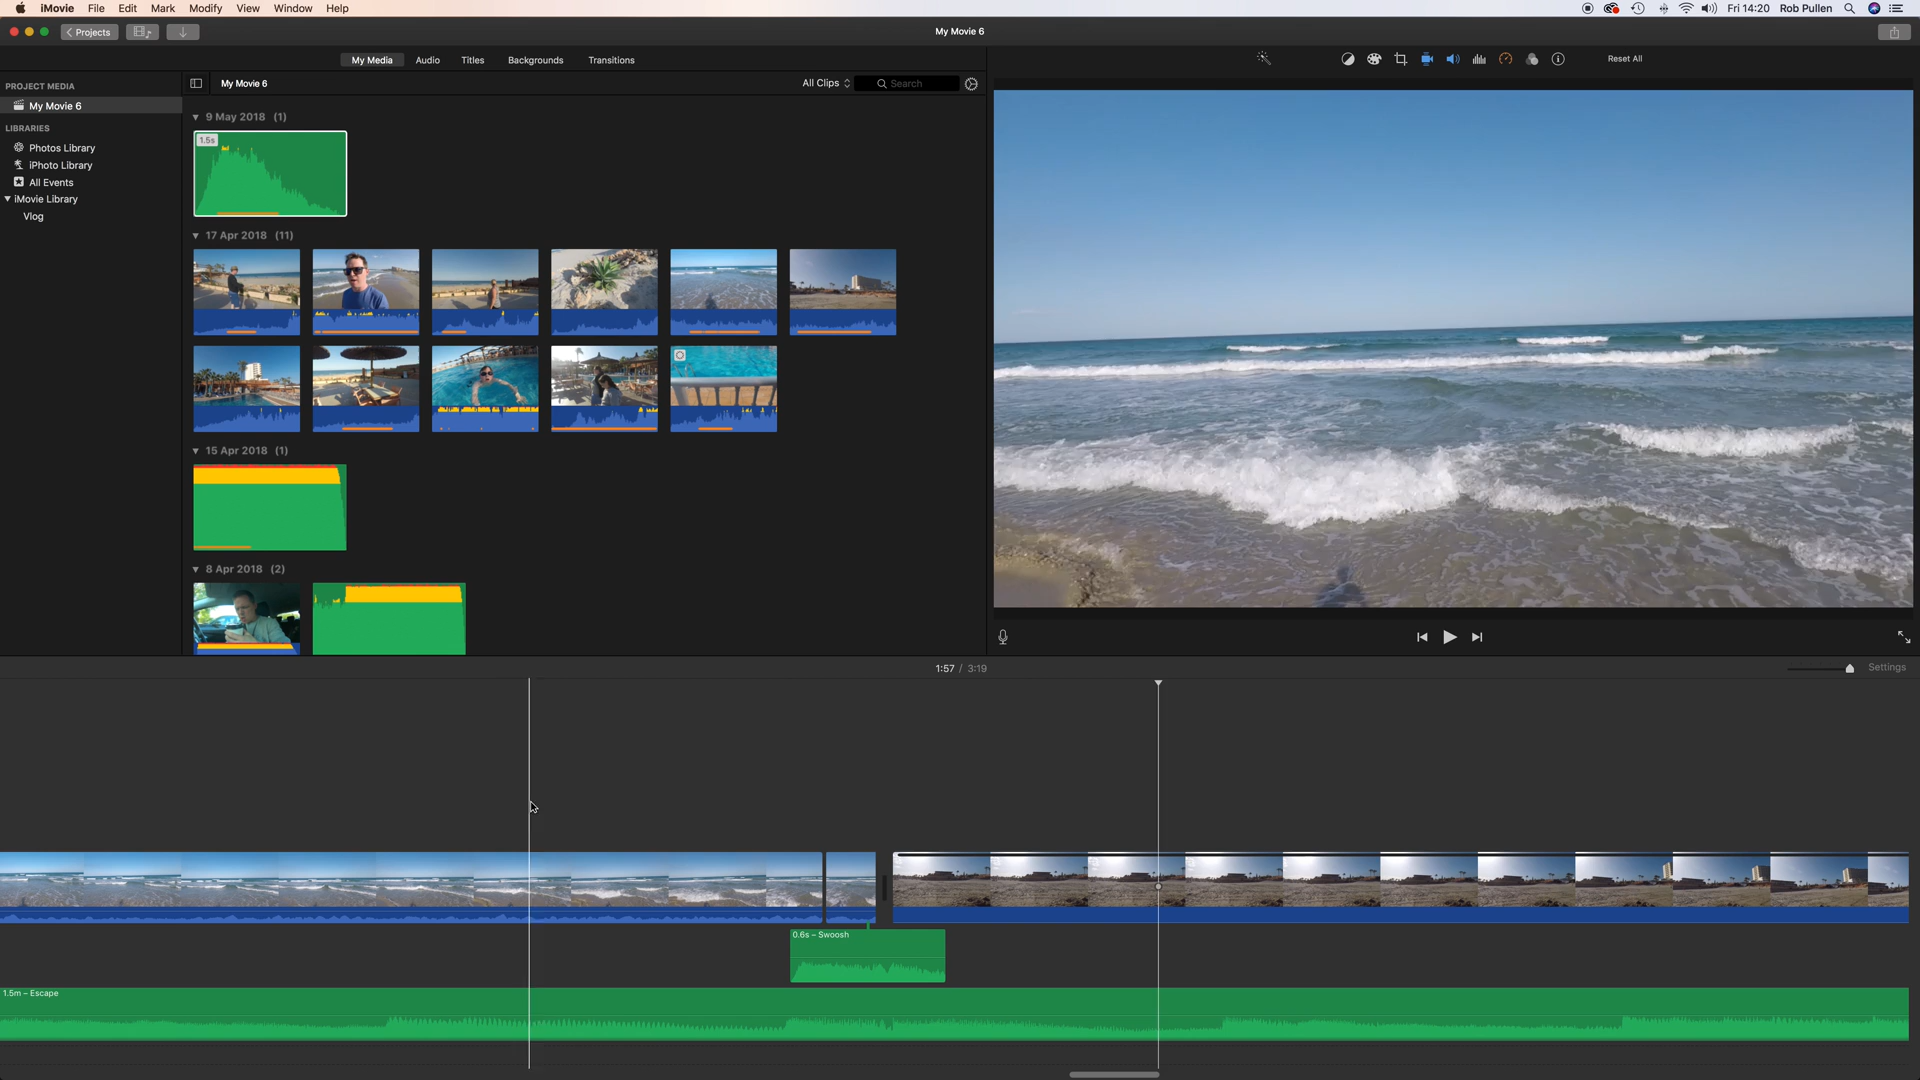 iMovie File Edit Mark Modify View Window Help
Fri 14:20 Rob Pullen
Projects
My Movie 6
My Media Audio Titles Backgrounds Transitions
Reset All
PROJECT MEDIA
My Movie 6
LIBRARIES
Photos Library
iPhoto Library
All Events
iMovie Library
Vlog
My Movie 6
All Clips
Search
9 May 2018 (1)
1.5s
17 Apr 2018 (11)
15 Apr 2018 (1)
8 Apr 2018 (2)
1:57 / 3:19
Settings
0.6s – Swoosh
1.5m – Escape